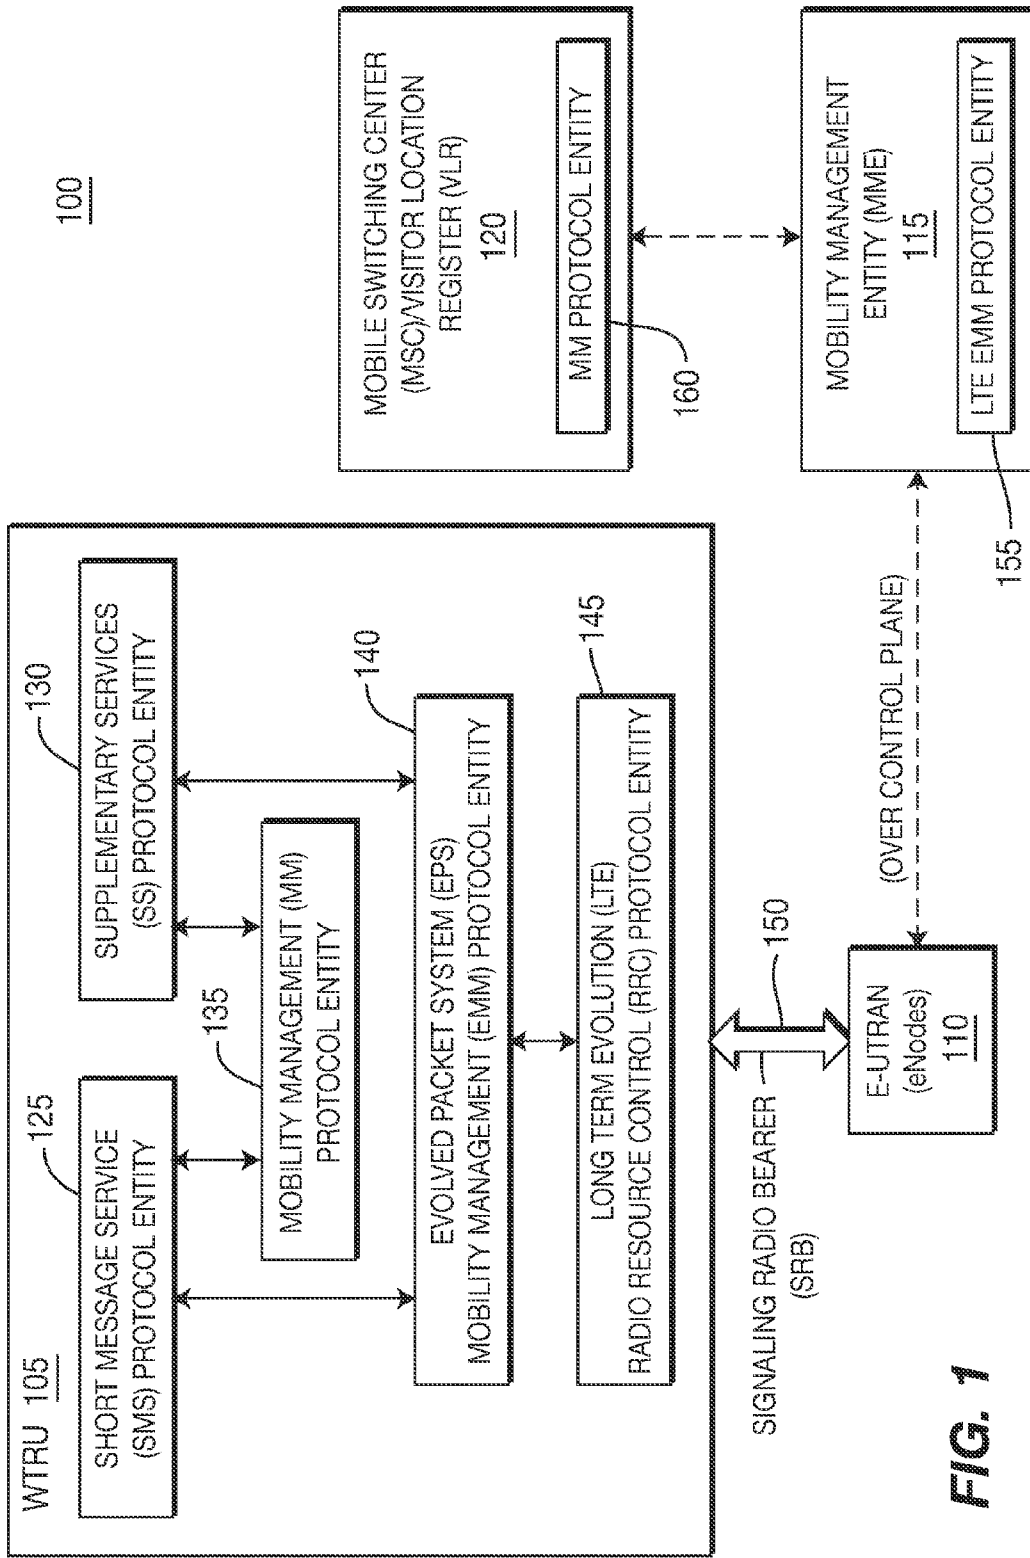 100
WTRU 105
125
SHORT MESSAGE SERVICE
(SMS) PROTOCOL ENTITY
130
SUPPLEMENTARY SERVICES
(SS) PROTOCOL ENTITY
135
MOBILITY MANAGEMENT (MM)
PROTOCOL ENTITY
140
EVOLVED PACKET SYSTEM (EPS)
MOBILITY MANAGEMENT (EMM) PROTOCOL ENTITY
145
LONG TERM EVOLUTION (LTE)
RADIO RESOURCE CONTROL (RRC) PROTOCOL ENTITY
MOBILE SWITCHING CENTER
(MSC)/VISITOR LOCATION
REGISTER (VLR)
120
MM PROTOCOL ENTITY
160
SIGNALING RADIO BEARER
(SRB)
150
E-UTRAN
(eNodes)
110
(OVER CONTROL PLANE)
MOBILITY MANAGEMENT
ENTITY (MME)
115
LTE EMM PROTOCOL ENTITY
155
FIG. 1